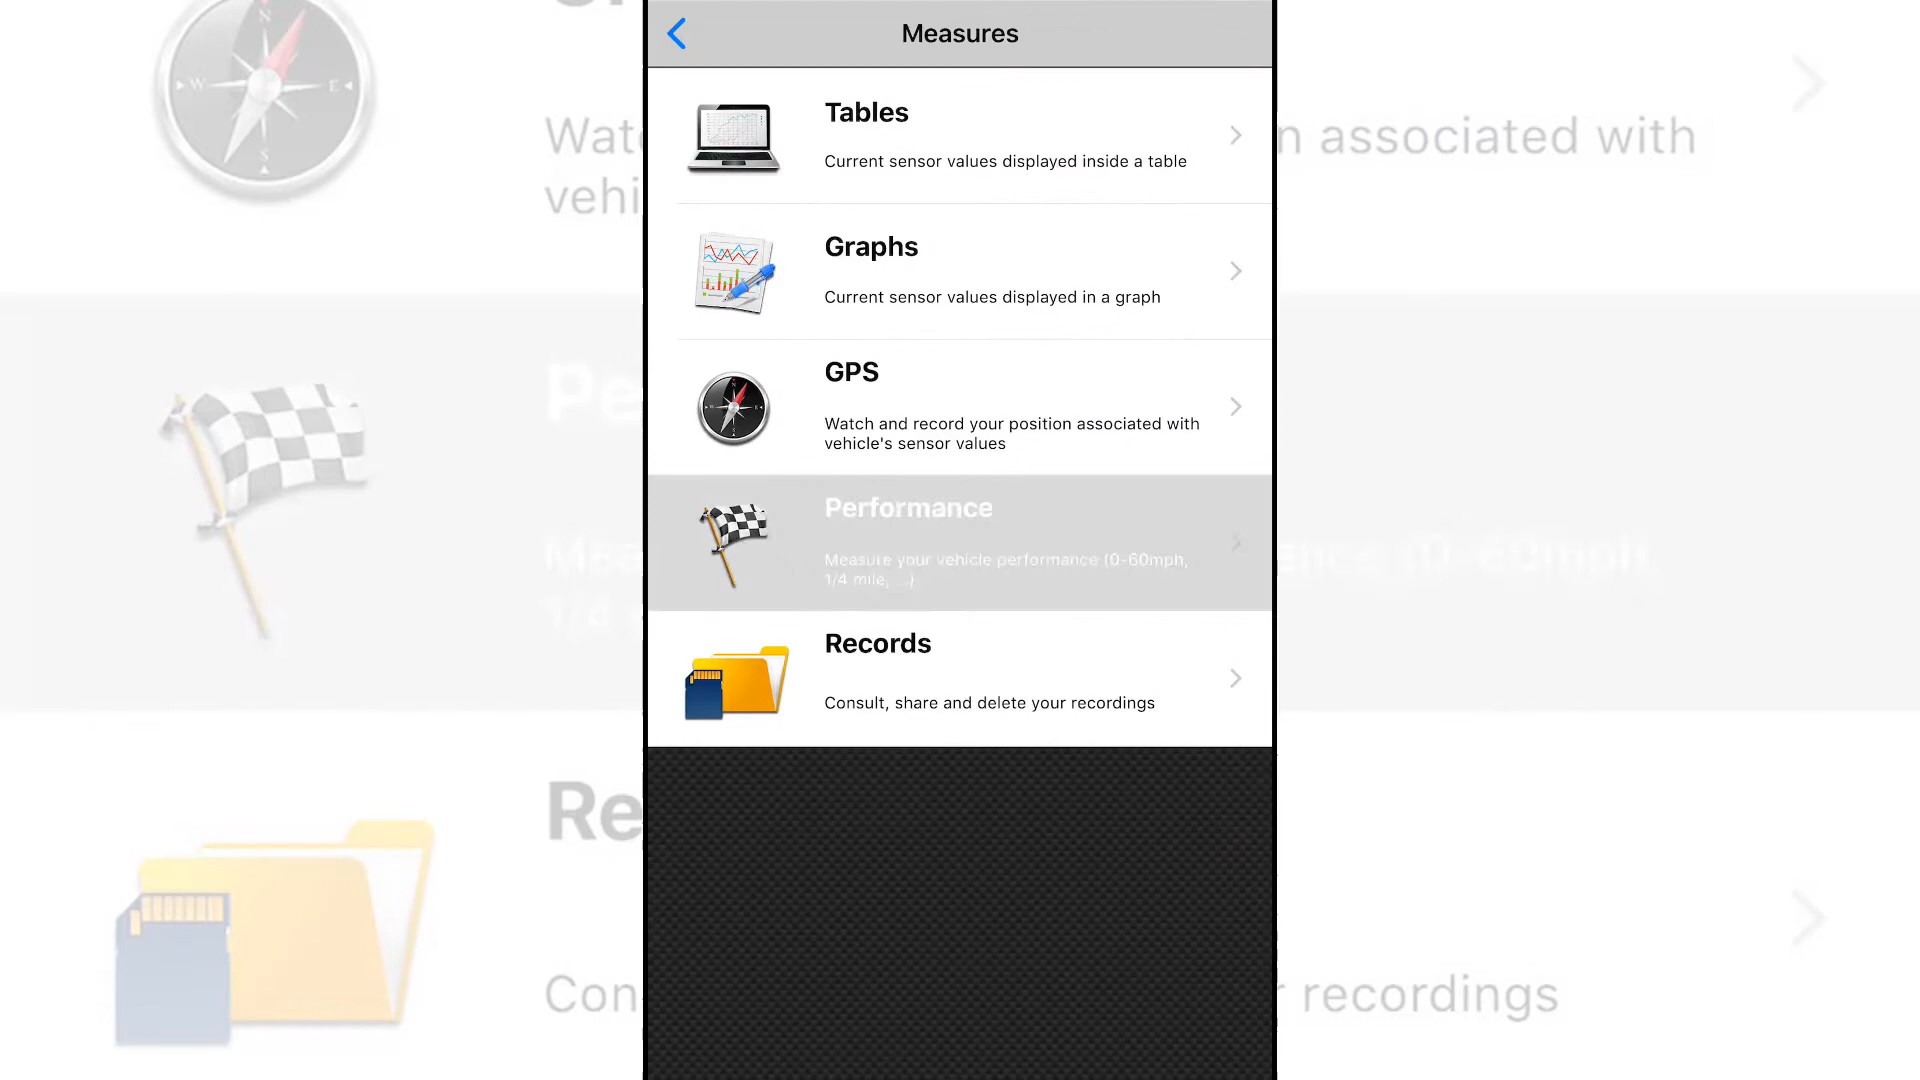 Measures
Tables
Current sensor values displayed inside a table
Graphs
Current sensor values displayed in a graph
GPS
Watch and record your position associated with
vehicle's sensor values
Performance
Measure your vehicle performance (0-60mph,
1/4 mile, ...)
Records
Consult, share and delete your recordings